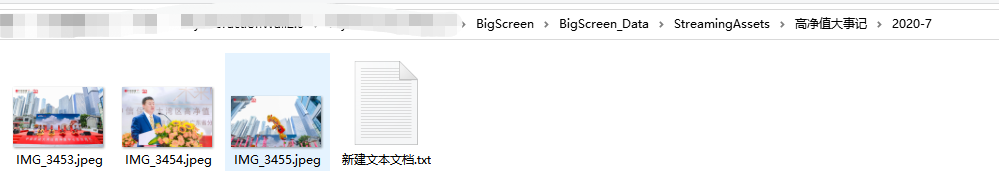 BigScreen > BigScreen_Data > StreamingAssets > 高净值大事记 > 2020-7
IMG_3453.jpeg IMG_3454.jpeg IMG_3455.jpeg 新建文本文档.txt